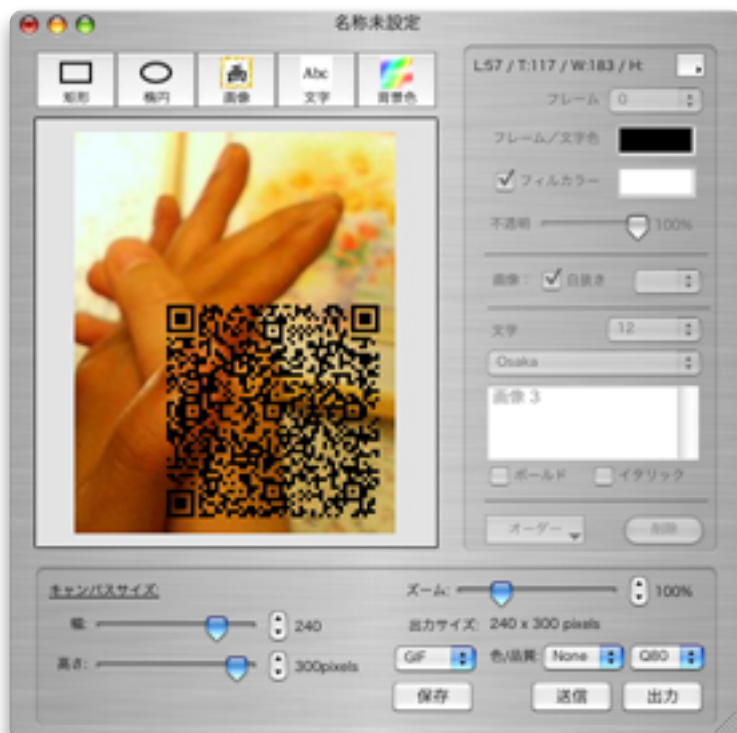 名称未設定
矩形 楕円 画像 文字 背景色
Abc
L:57 / T:117 / W:183 / H:
フレーム 0
フレーム／文字色
フィルカラー
不透明 100%
画像： 白抜き
文字 12
Osaka
画像 3
ボールド イタリック
オーダー 削除
キャンバスサイズ:
幅: 240
高さ: 300pixels
ズーム: 100%
出力サイズ: 240 x 300 pixels
GIF 色/品質: None Q80
保存 送信 出力